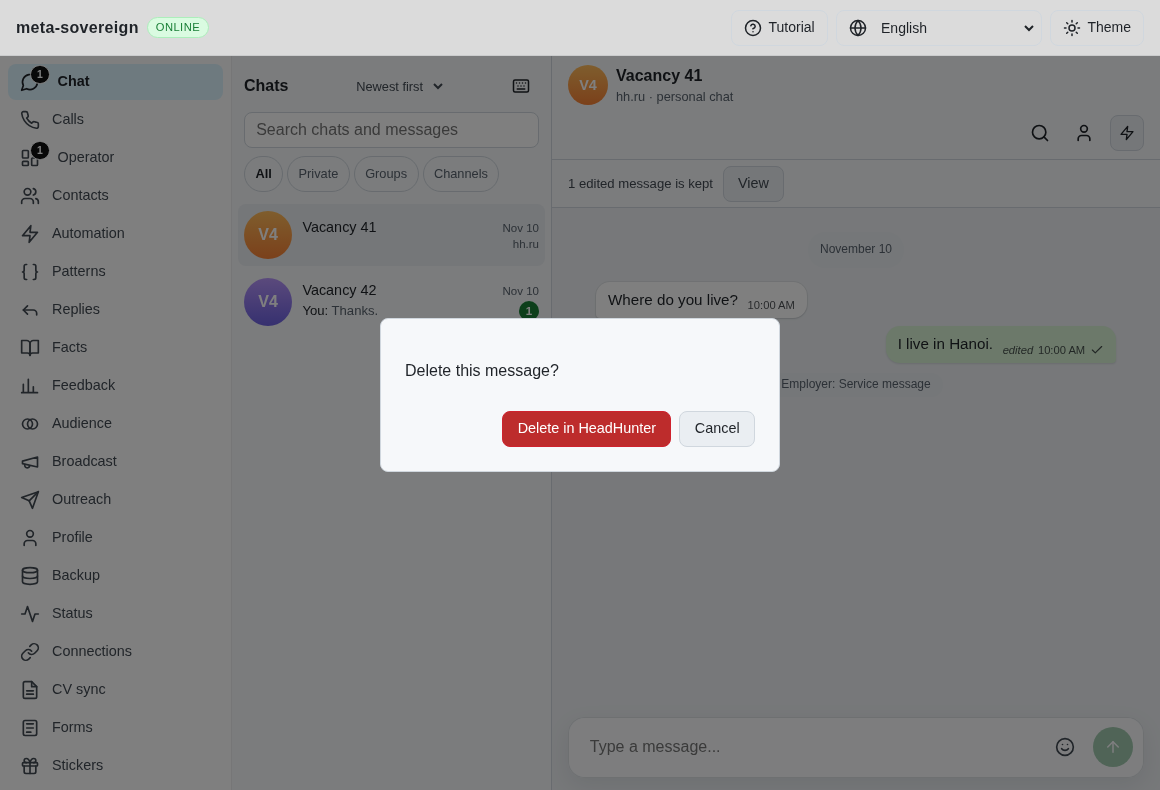 meta-sovereign ONLINE Tutorial English Theme
1 Chat
Calls
1 Operator
Contacts
Automation
Patterns
Replies
Facts
Feedback
Audience
Broadcast
Outreach
Profile
Backup
Status
Connections
CV sync
Forms
Stickers
Chats Newest first
Search chats and messages
All Private Groups Channels
V4 Vacancy 41 Nov 10
hh.ru
V4 Vacancy 42 Nov 10
You: Thanks. 1
V4 Vacancy 41
hh.ru · personal chat
1 edited message is kept View
November 10
Where do you live? 10:00 AM
I live in Hanoi. edited 10:00 AM
Employer: Service message
Delete this message?
Delete in HeadHunter Cancel
Type a message...